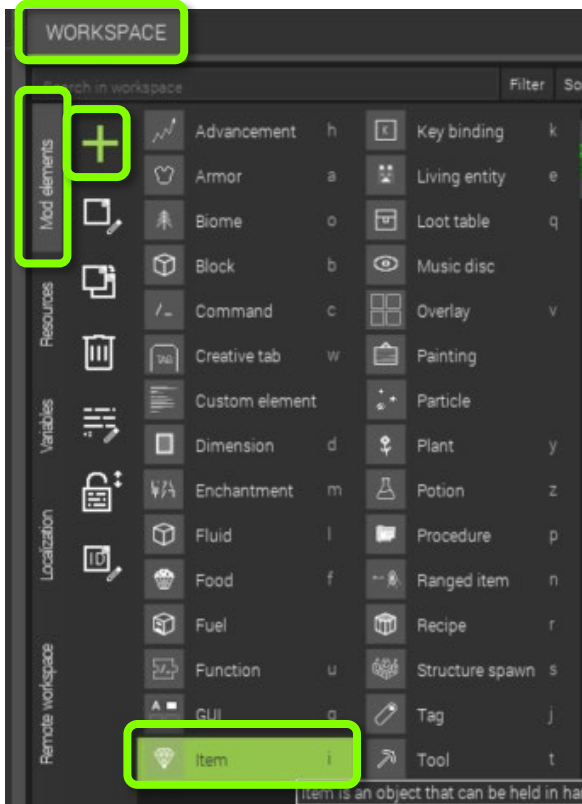 WORKSPACE
Search in workspace
Filter
So
Mod elements
Resources
Variables
Localization
Remote workspace
Advancement h
Armor a
Biome o
Block b
Command c
Creative tab w
Custom element
Dimension d
Enchantment m
Fluid l
Food f
Fuel
Function u
GUI g
Item i
Key binding k
Living entity e
Loot table q
Music disc
Overlay v
Painting
Particle
Plant y
Potion z
Procedure p
Ranged item n
Recipe r
Structure spawn s
Tag j
Tool t
Item is an object that can be held in ha